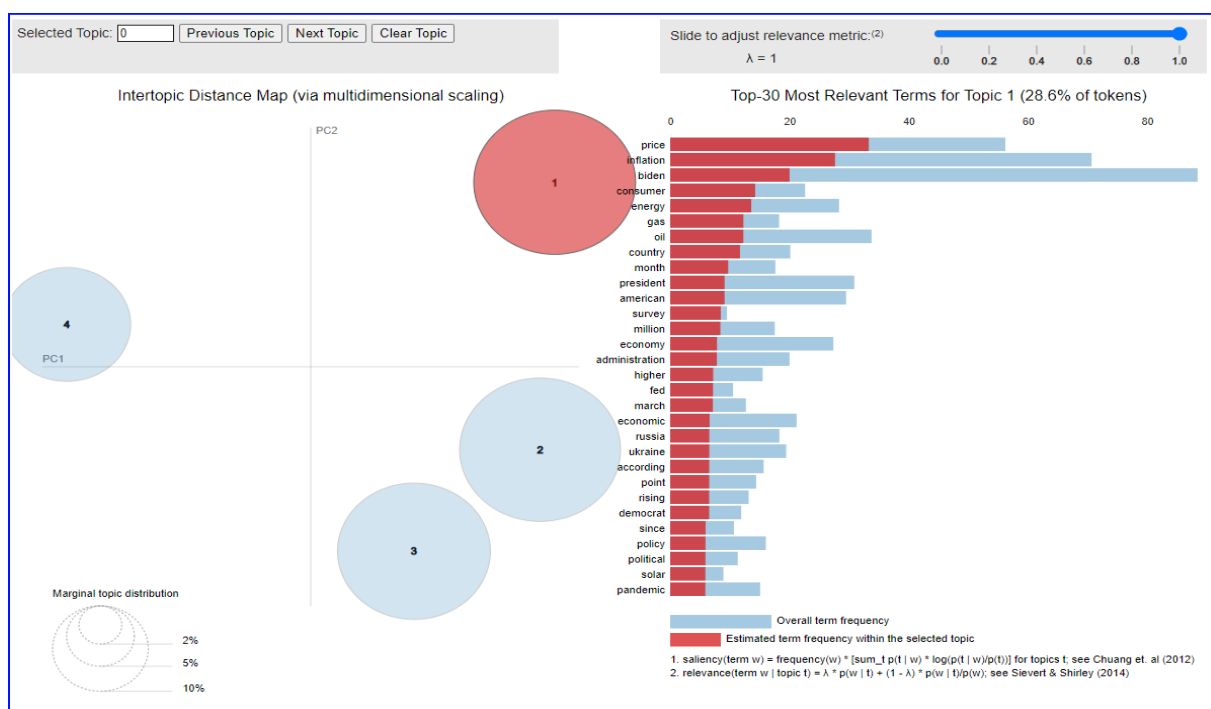 Selected Topic: 0 Previous Topic Next Topic Clear Topic
Slide to adjust relevance metric:(2)
λ = 1
0.0 0.2 0.4 0.6 0.8 1.0
Intertopic Distance Map (via multidimensional scaling)
PC2
PC1
1
4
2
3
Marginal topic distribution
2%
5%
10%
Top-30 Most Relevant Terms for Topic 1 (28.6% of tokens)
0 20 40 60 80
price
inflation
biden
consumer
energy
gas
oil
country
month
president
american
survey
million
economy
administration
higher
fed
march
economic
russia
ukraine
according
point
rising
democrat
since
policy
political
solar
pandemic
Overall term frequency
Estimated term frequency within the selected topic
1. saliency(term w) = frequency(w) * [sum_t p(t | w) * log(p(t | w)/p(t))] for topics t; see Chuang et. al (2012)
2. relevance(term w | topic t) = λ * p(w | t) + (1 - λ) * p(w | t)/p(w); see Sievert & Shirley (2014)